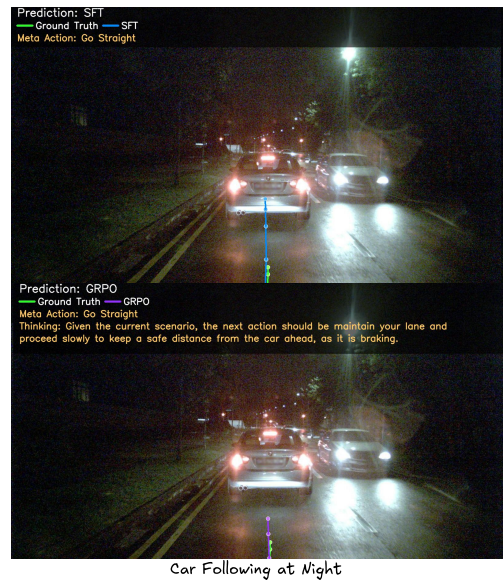 Prediction: SFT
Ground Truth SFT
Meta Action: Go Straight
Prediction: GRPO
Ground Truth GRPO
Meta Action: Go Straight
Thinking: Given the current scenario, the next action should be maintain your lane and
proceed slowly to keep a safe distance from the car ahead, as it is braking.
Car Following at Night